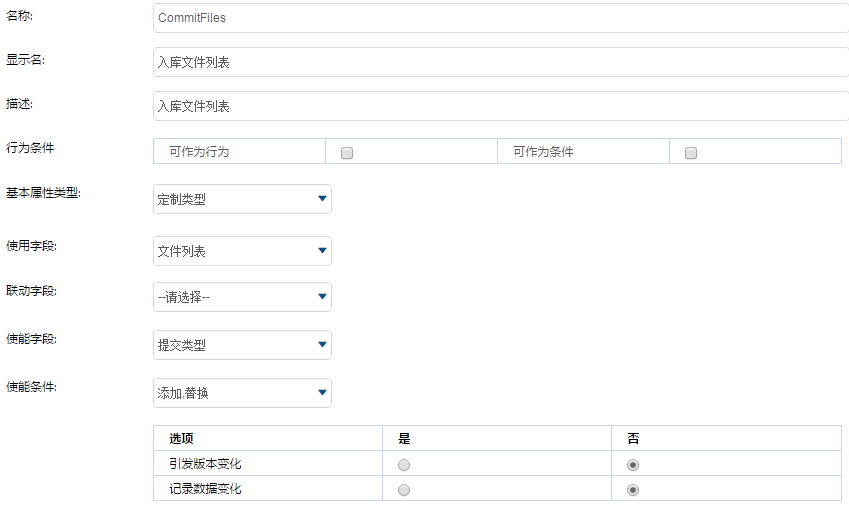 名称: CommitFiles
显示名: 入库文件列表
描述: 入库文件列表
行为条件 可作为行为 可作为条件
基本属性类型: 定制类型
使用字段: 文件列表
联动字段: --请选择--
使能字段: 提交类型
使能条件: 添加,替换
选项 是 否
引发版本变化
记录数据变化